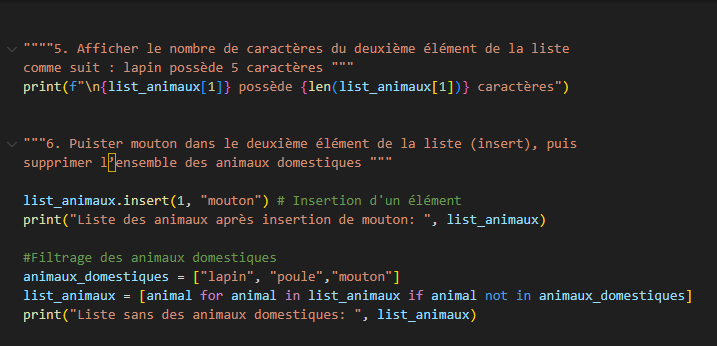 """"5. Afficher le nombre de caractères du deuxième élément de la liste
comme suit : lapin possède 5 caractères """
print(f"\n{list_animaux[1]} possède {len(list_animaux[1])} caractères")
"""6. Puister mouton dans le deuxième élément de la liste (insert), puis
supprimer l’ensemble des animaux domestiques """
list_animaux.insert(1, "mouton") # Insertion d'un élément
print("Liste des animaux après insertion de mouton: ", list_animaux)
#Filtrage des animaux domestiques
animaux_domestiques = ["lapin", "poule","mouton"]
list_animaux = [animal for animal in list_animaux if animal not in animaux_domestiques]
print("Liste sans des animaux domestiques: ", list_animaux)